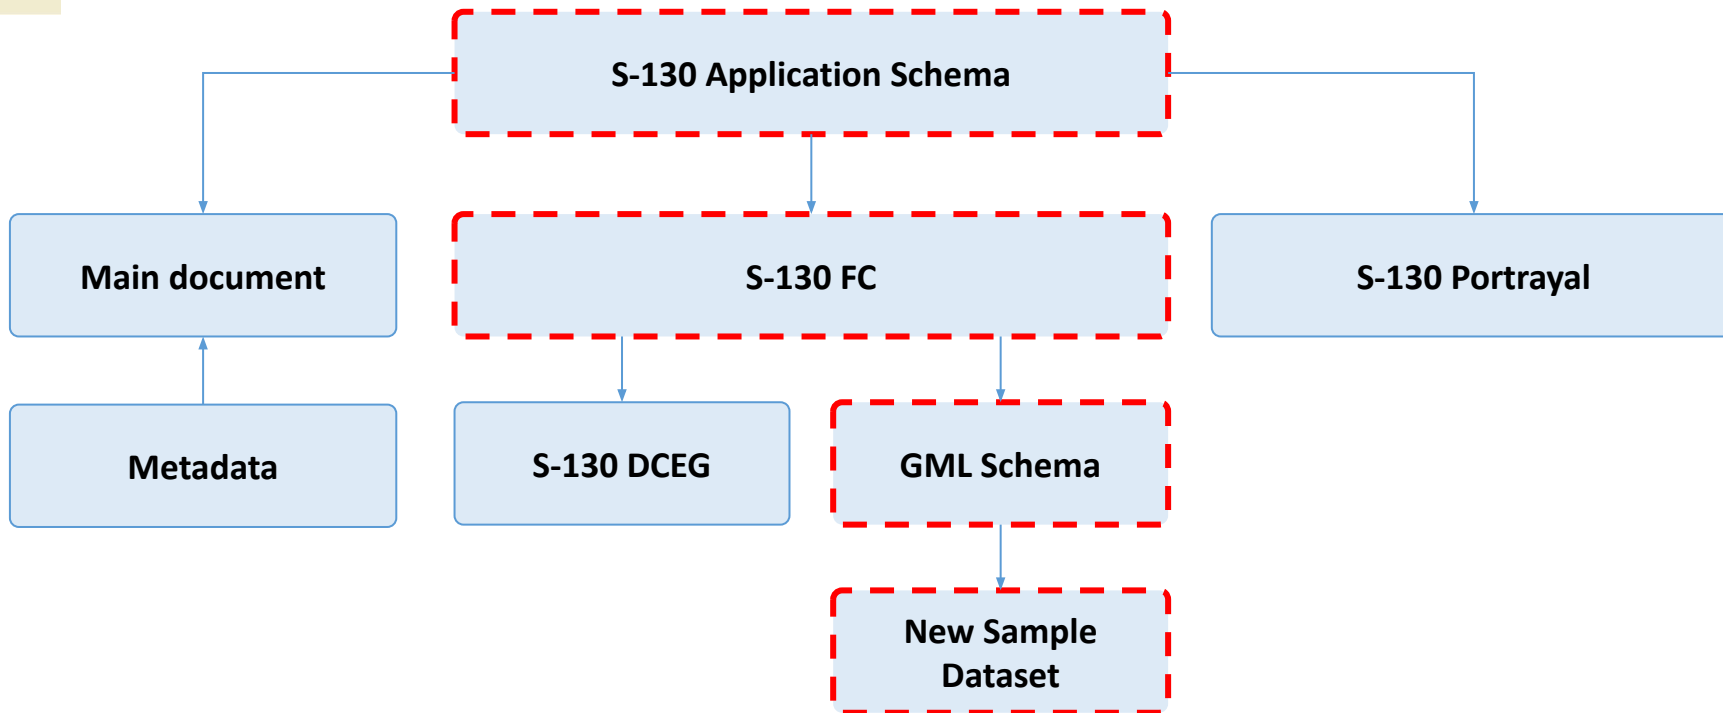 S-130 Application Schema
Main document
S-130 FC
S-130 Portrayal
Metadata
S-130 DCEG
GML Schema
New Sample
Dataset